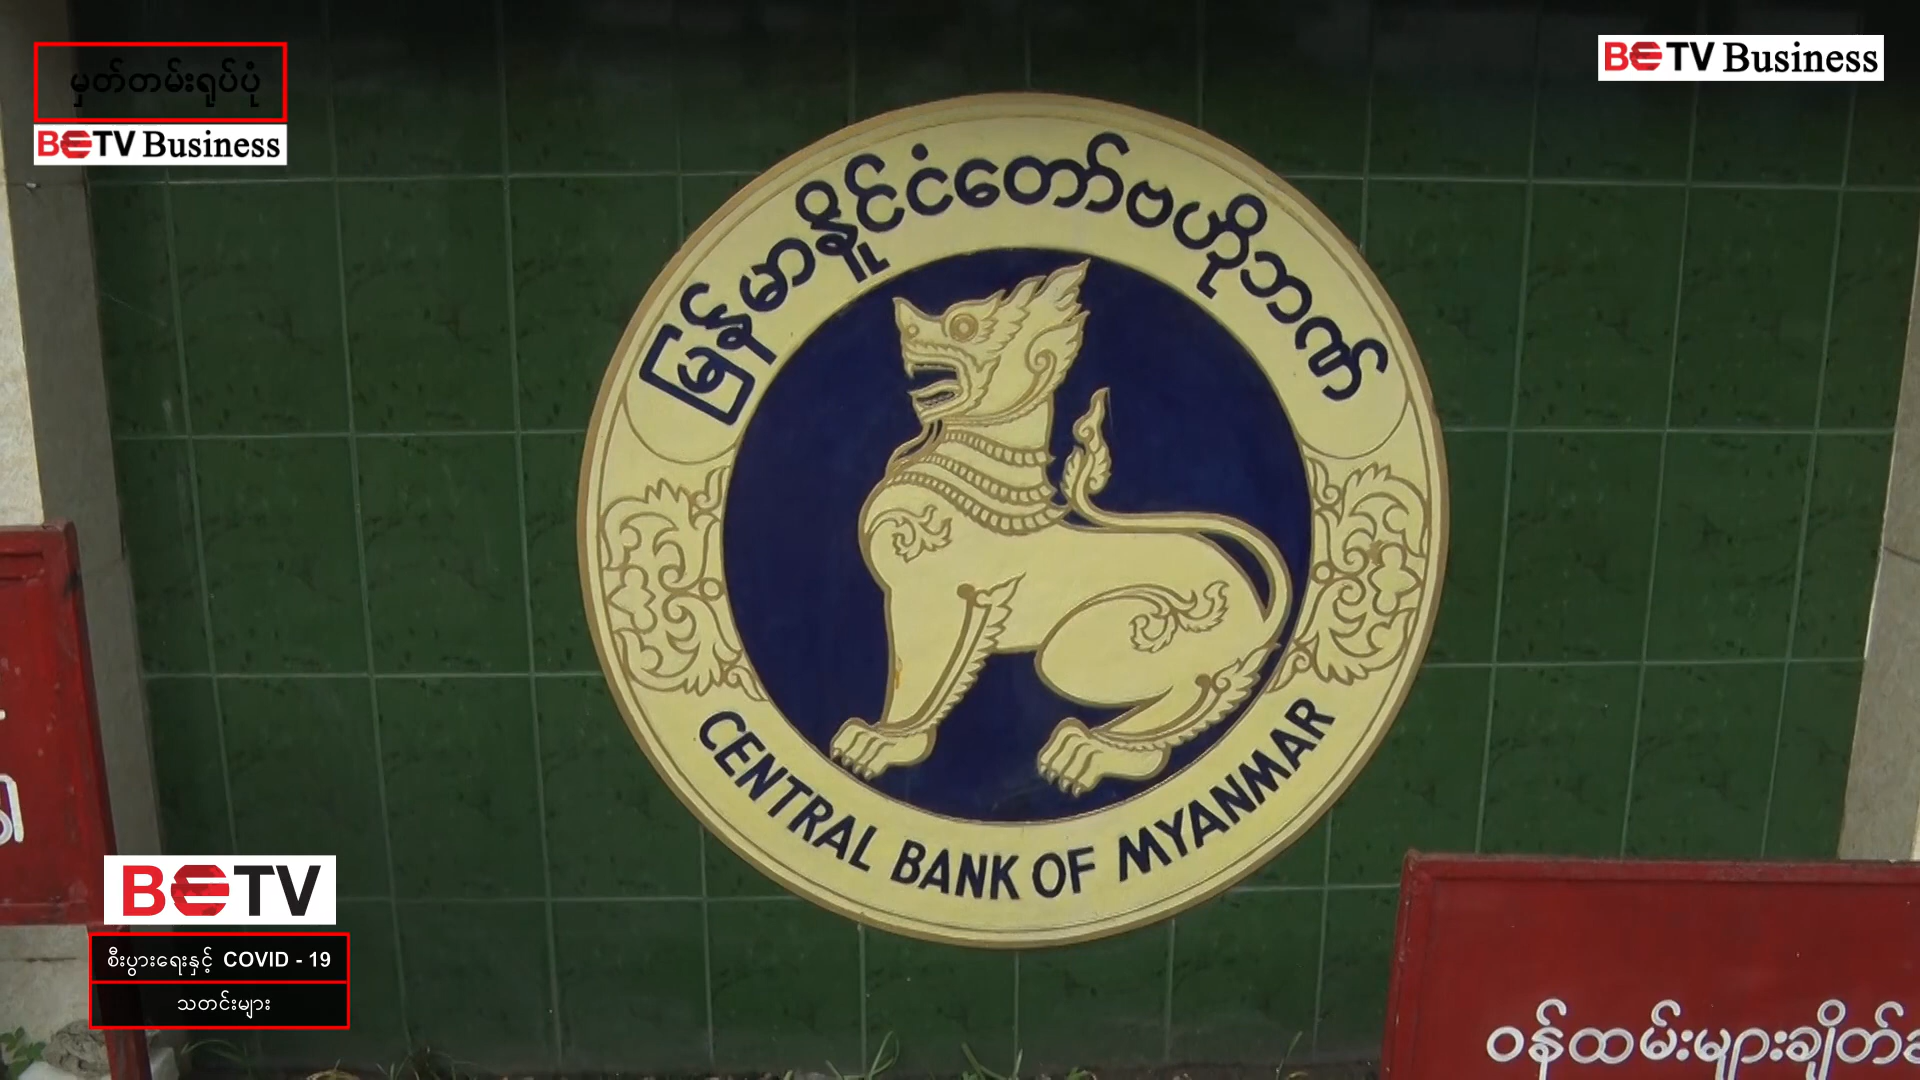 မှတ်တမ်းရုပ်ပုံ
BETV Business
BETV Business
မြန်မာနိူင်ငံတော်ဗဟိုဘဏ်
CENTRAL BANK OF MYANMAR
BETV
စီးပွားရေးနှင့် COVID - 19
သတင်းများ
ဝန်ထမ်းများချိတ်